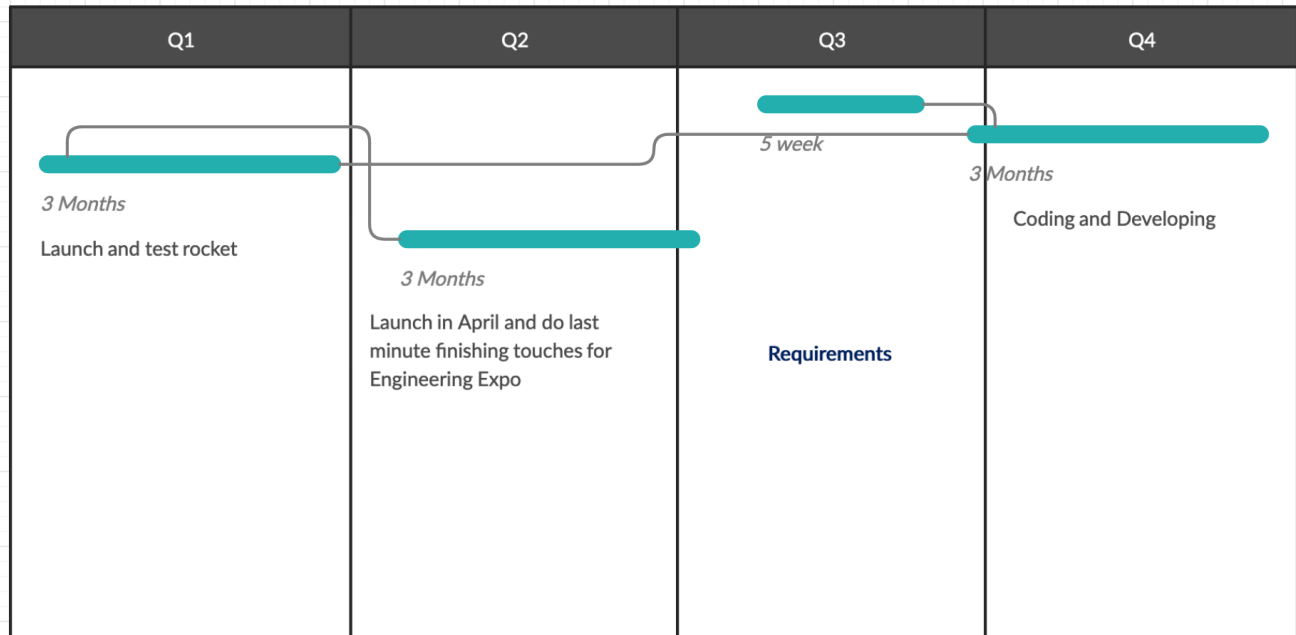 Q1
Q2
Q3
Q4
3 Months
Launch and test rocket
3 Months
Launch in April and do last
minute finishing touches for
Engineering Expo
5 week
Requirements
3 Months
Coding and Developing